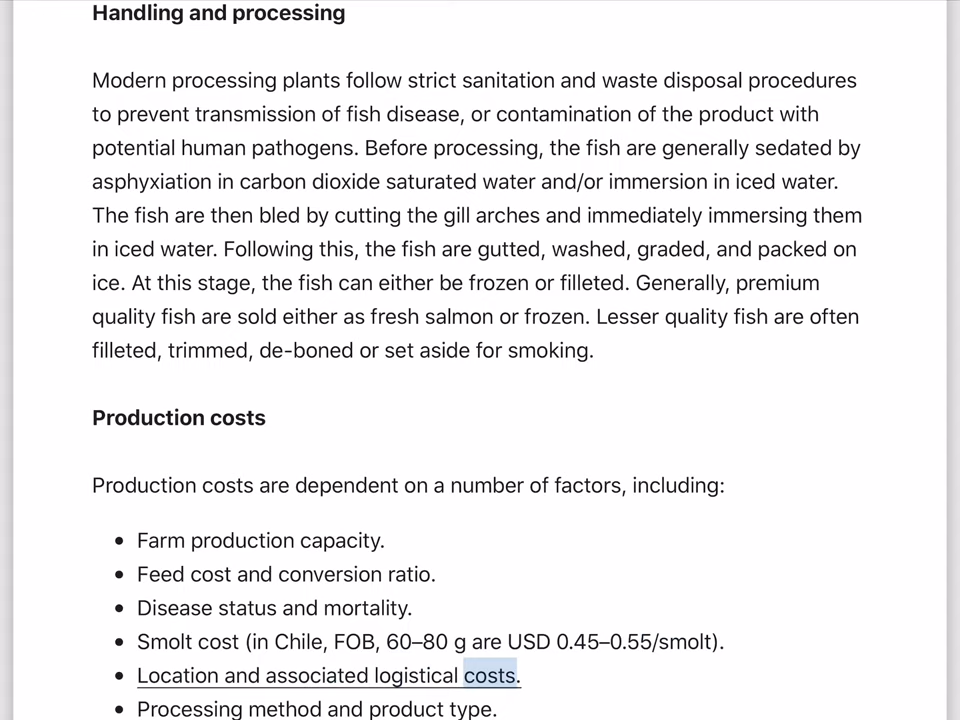 Handling and processing
Modern processing plants follow strict sanitation and waste disposal procedures
to prevent transmission of fish disease, or contamination of the product with
potential human pathogens. Before processing, the fish are generally sedated by
asphyxiation in carbon dioxide saturated water and/or immersion in iced water.
The fish are then bled by cutting the gill arches and immediately immersing them
in iced water. Following this, the fish are gutted, washed, graded, and packed on
ice. At this stage, the fish can either be frozen or filleted. Generally, premium
quality fish are sold either as fresh salmon or frozen. Lesser quality fish are often
filleted, trimmed, de-boned or set aside for smoking.
Production costs
Production costs are dependent on a number of factors, including:
• Farm production capacity.
• Feed cost and conversion ratio.
• Disease status and mortality.
• Smolt cost (in Chile, FOB, 60–80 g are USD 0.45–0.55/smolt).
• Location and associated logistical costs.
• Processing method and product type.